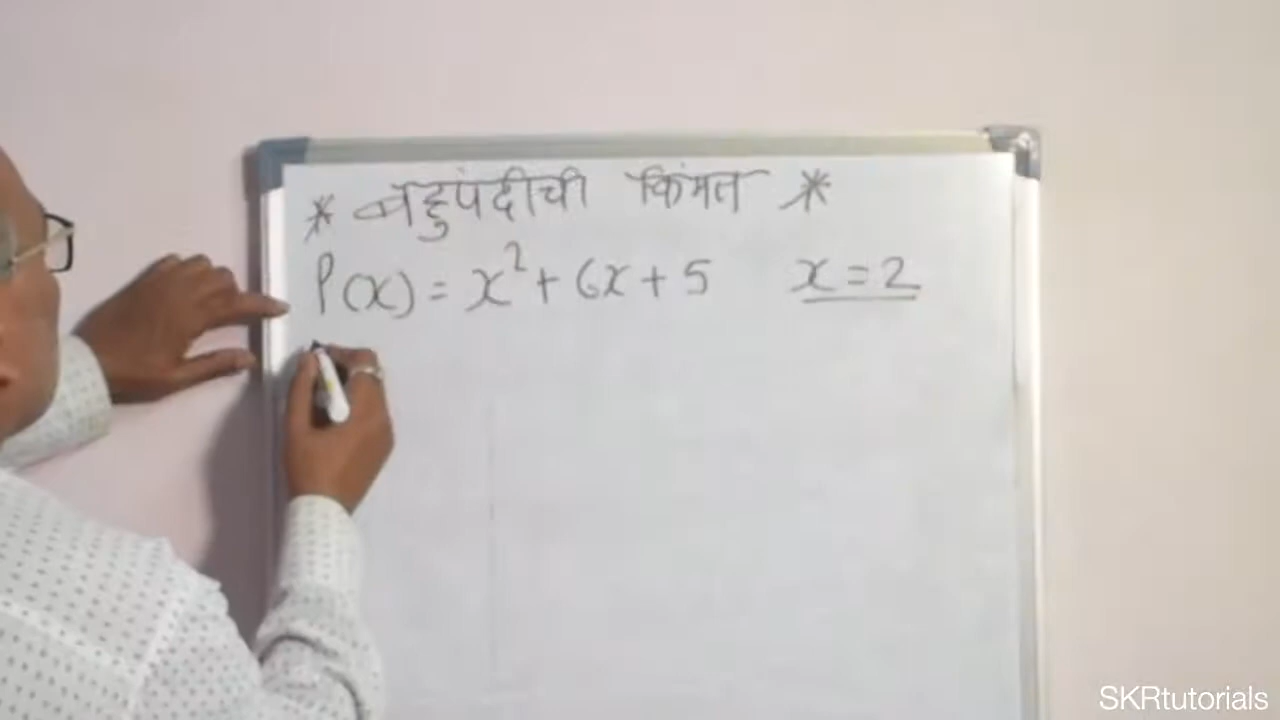 * बहुपदीची किंमत *
P(x) = x² + 6x + 5 x = 2
SKRtutorials